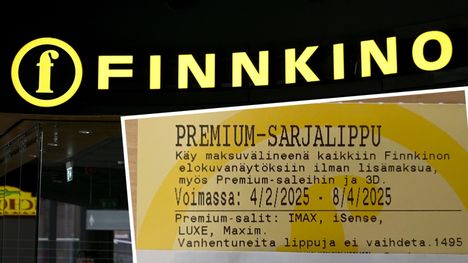 f FINNKINO
PREMIUM-SARJALIPPU
Käy maksuvälineenä kaikkiin Finnkinon
elokuvanäytöksiin ilman lisämaksua,
myös Premium-saleihin ja 3D.
Voimassa: 4/2/2025 - 8/4/2025
Premium-salit: IMAX, iSense,
LUXE, Maxim.
Vanhentuneita lippuja ei vaihdeta.1495